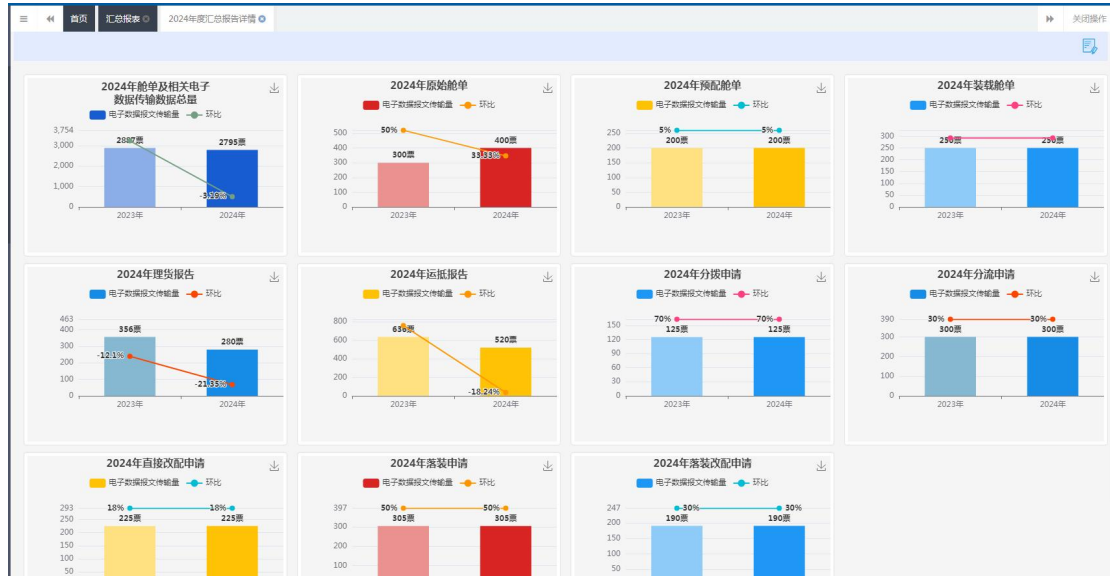 首页
汇总报表
2024年度汇总报告详情
关闭操作
2024年舱单及相关电子
数据传输数据总量
电子数据报文传输量 环比
3,754
3,000
2,000
1,000
0
2887票
2795票
-3.19%
2023年
2024年
2024年原始舱单
电子数据报文传输量 环比
500
400
300
200
100
0
50%
300票
400票
33.33%
2023年
2024年
2024年预配舱单
电子数据报文传输量 环比
250
200
150
100
50
0
5%
200票
5%
200票
2023年
2024年
2024年装载舱单
电子数据报文传输量 环比
300
250
200
150
100
50
0
250票
250票
2023年
2024年
2024年理货报告
电子数据报文传输量 环比
463
400
300
200
100
0
356票
-12.1%
280票
-21.35%
2023年
2024年
2024年运抵报告
电子数据报文传输量 环比
800
600
400
200
0
636票
520票
-18.24%
2023年
2024年
2024年分拨申请
电子数据报文传输量 环比
150
120
90
60
30
0
70%
125票
70%
125票
2023年
2024年
2024年分流申请
电子数据报文传输量 环比
390
300
200
100
0
30%
300票
30%
300票
2023年
2024年
2024年直接改配申请
电子数据报文传输量 环比
293
250
200
150
100
50
18%
225票
18%
225票
2024年落装申请
电子数据报文传输量 环比
397
300
200
100
50%
305票
50%
305票
2024年落装改配申请
电子数据报文传输量 环比
247
200
150
100
50
30%
190票
30%
190票